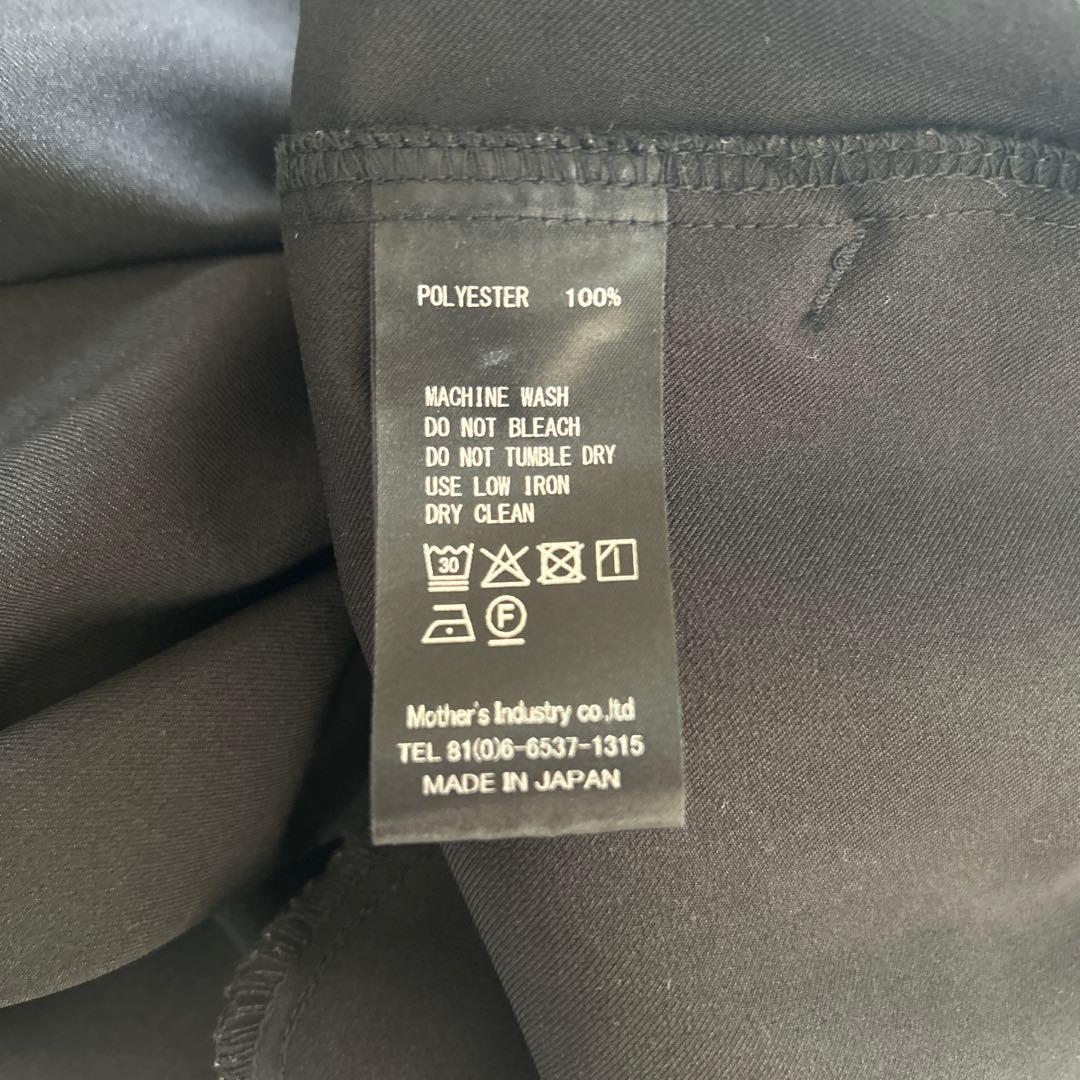 POLYESTER 100%
MACHINE WASH
DO NOT BLEACH
DO NOT TUMBLE DRY
USE LOW IRON
DRY CLEAN
30
F
Mother's Industry co.,ltd
TEL 81(0)6-6537-1315
MADE IN JAPAN